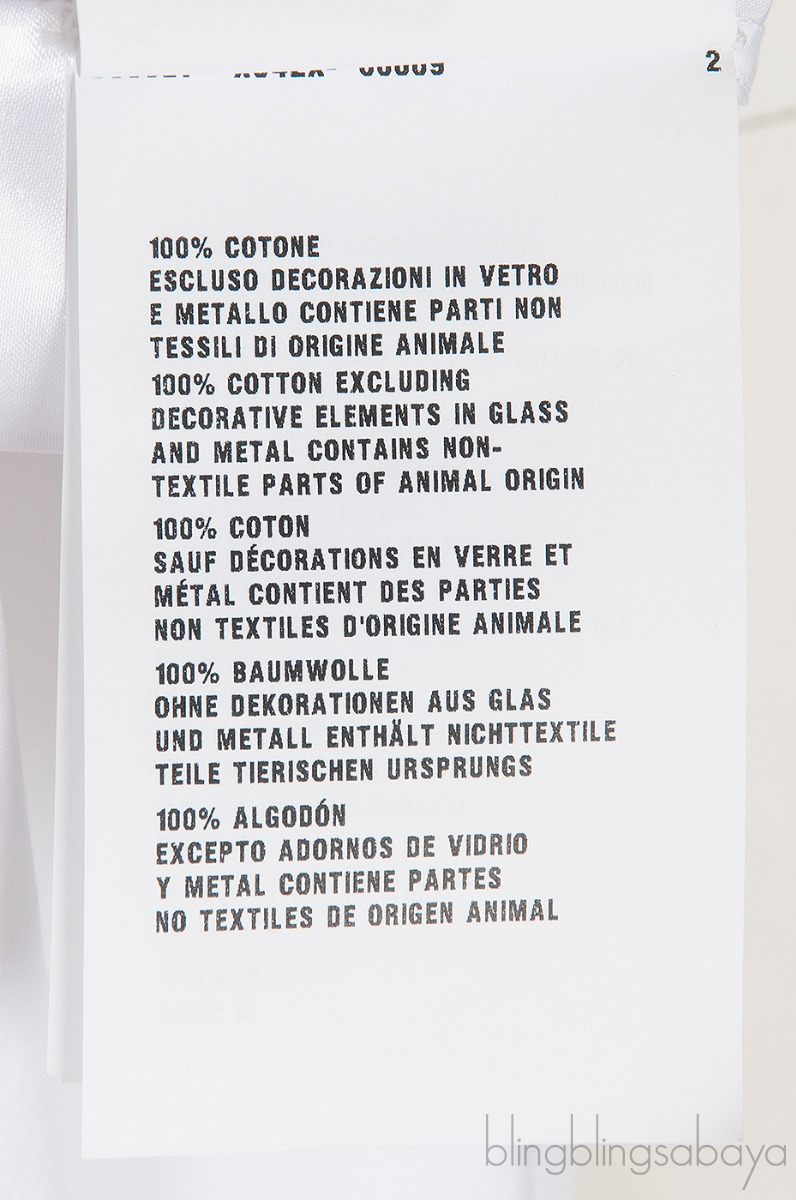 2
100% COTONE
ESCLUSO DECORAZIONI IN VETRO
E METALLO CONTIENE PARTI NON
TESSILI DI ORIGINE ANIMALE
100% COTTON EXCLUDING
DECORATIVE ELEMENTS IN GLASS
AND METAL CONTAINS NON-
TEXTILE PARTS OF ANIMAL ORIGIN
100% COTON
SAUF DÉCORATIONS EN VERRE ET
MÉTAL CONTIENT DES PARTIES
NON TEXTILES D'ORIGINE ANIMALE
100% BAUMWOLLE
OHNE DEKORATIONEN AUS GLAS
UND METALL ENTHÄLT NICHTTEXTILE
TEILE TIERISCHEN URSPRUNGS
100% ALGODÓN
EXCEPTO ADORNOS DE VIDRIO
Y METAL CONTIENE PARTES
NO TEXTILES DE ORIGEN ANIMAL
blingblingsabaya